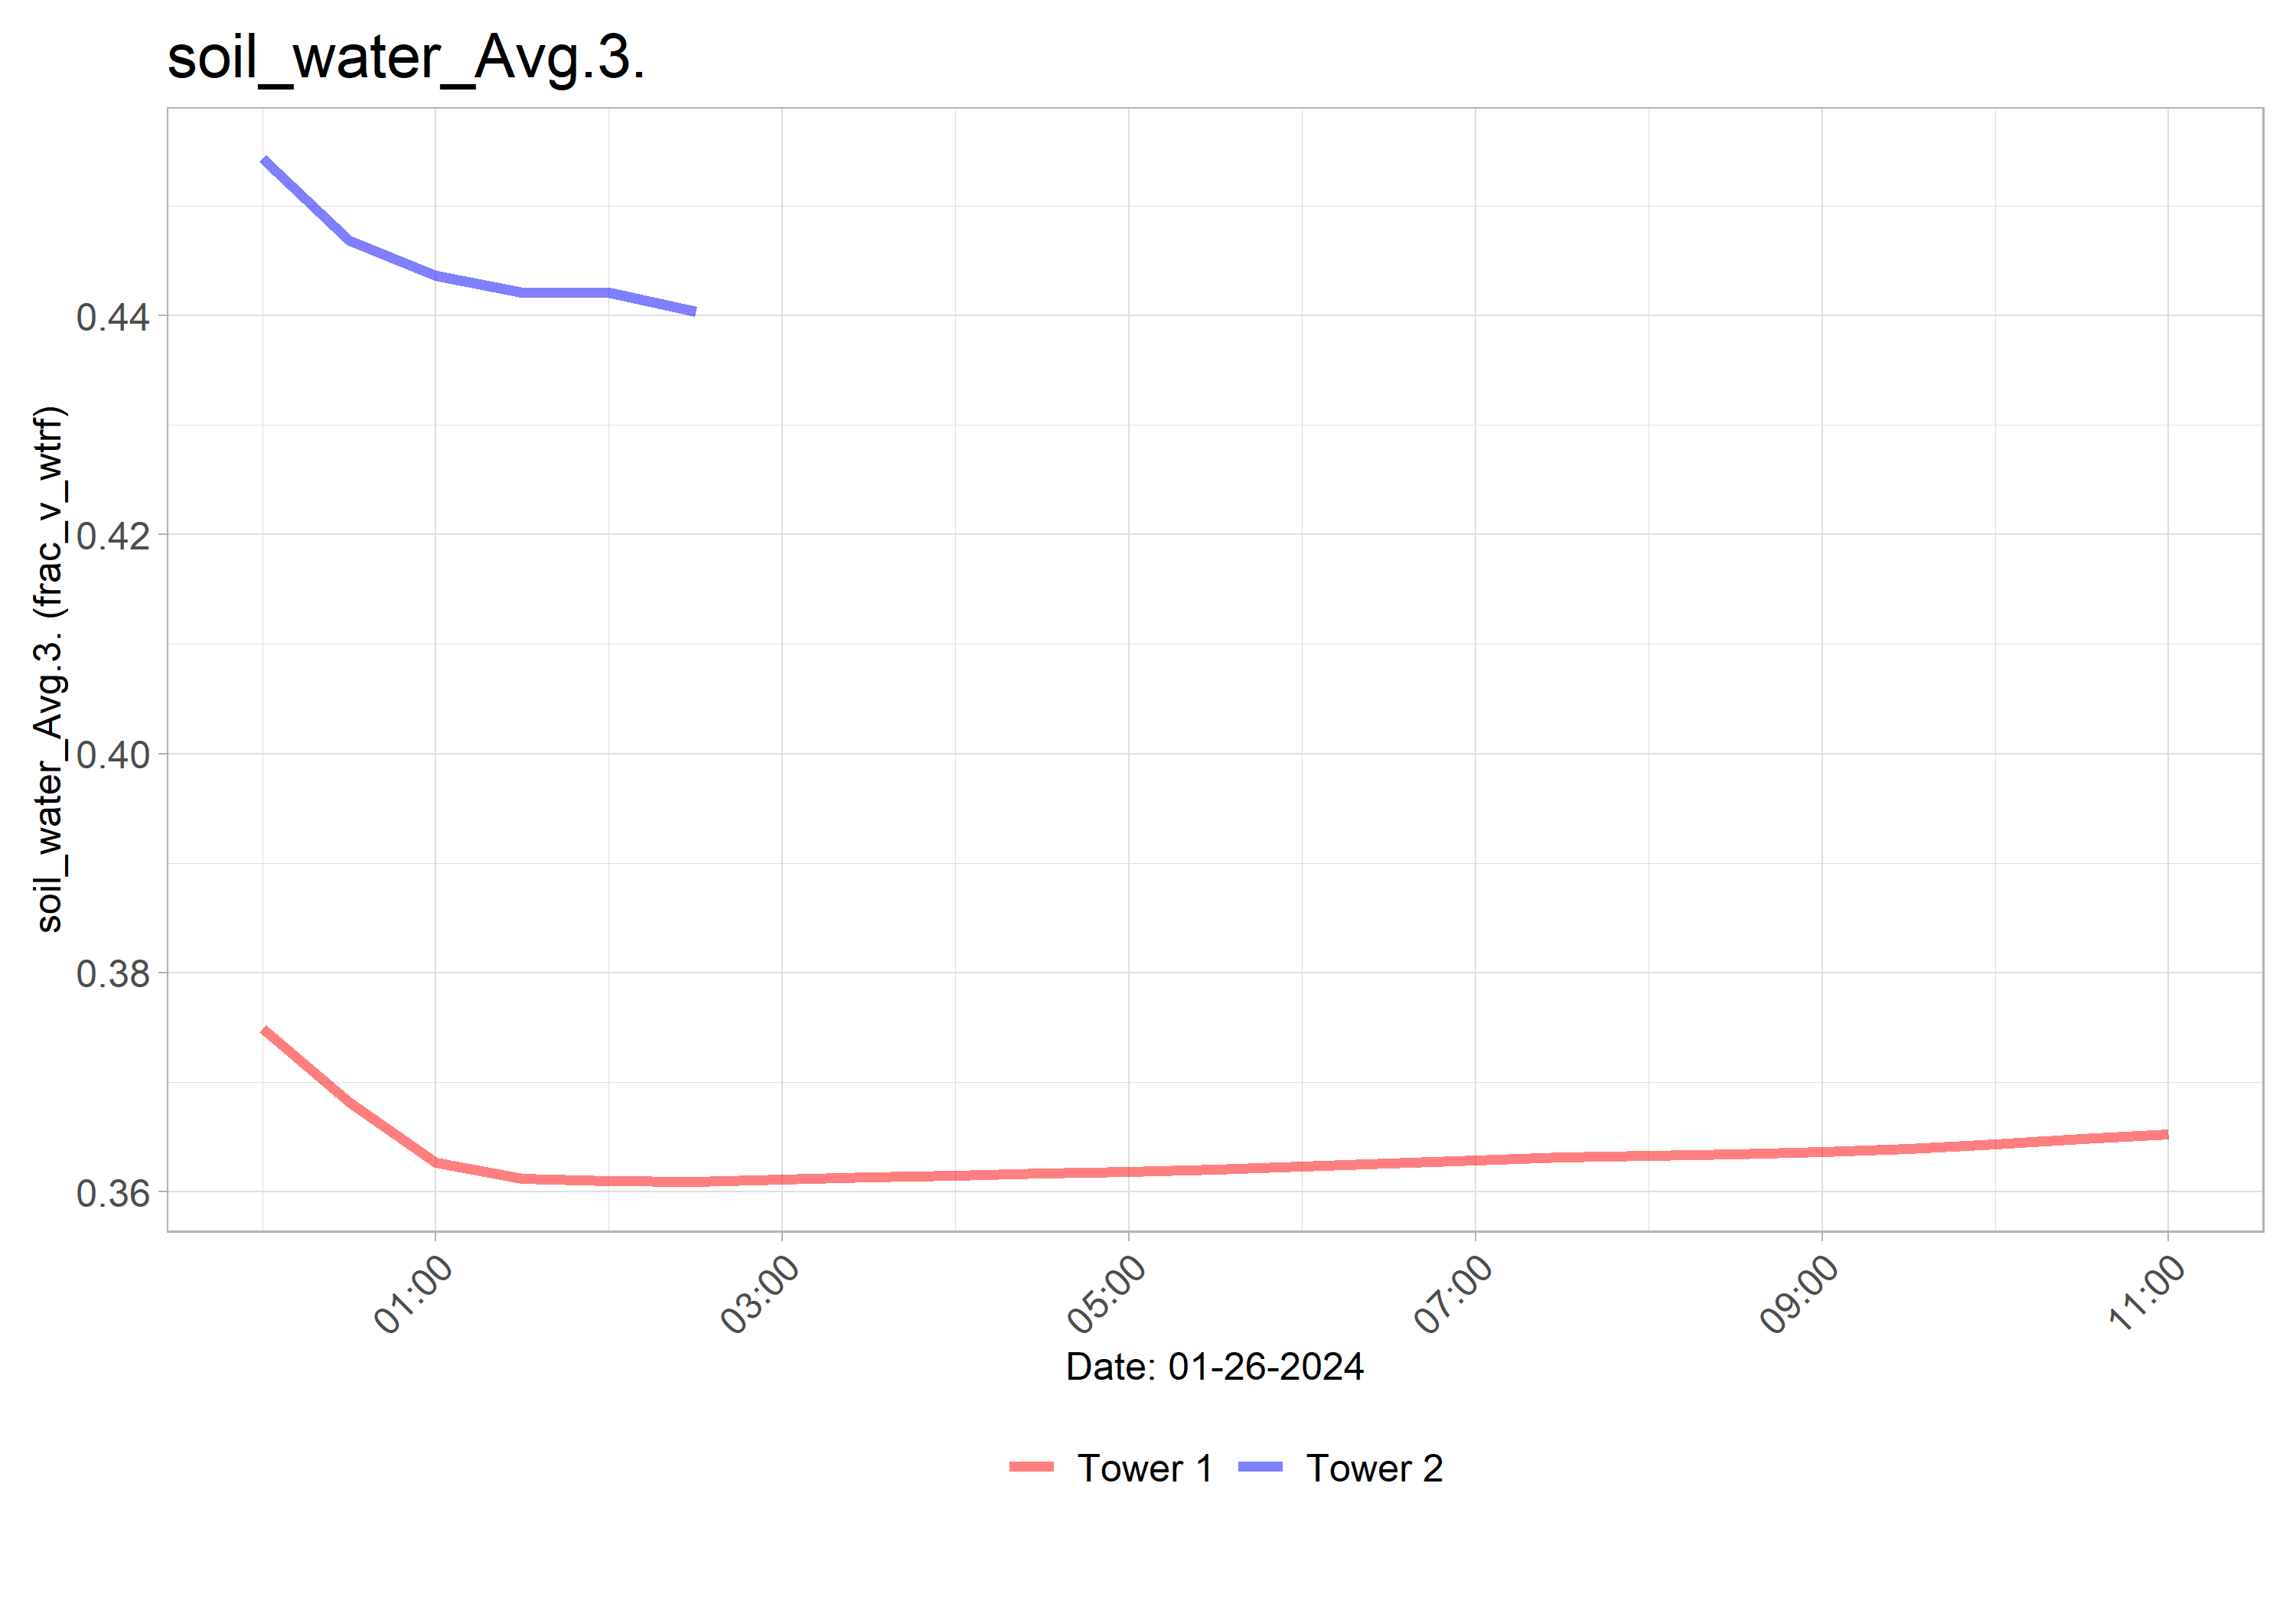 soil_water_Avg.3.
soil_water_Avg.3. (frac_v_wtrf)
0.44
0.42
0.40
0.38
0.36
01:00
03:00
05:00
07:00
09:00
11:00
Date: 01-26-2024
Tower 1
Tower 2